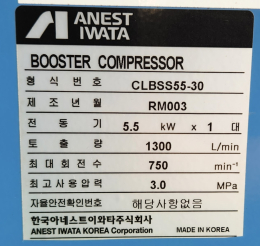 ANEST
IWATA
BOOSTER COMPRESSOR
형 식 번 호 CLBSS55-30
제 조 년 월 RM003
전 동 기 5.5 kW x 1 대
토 출 량 1300 L/min
최 대 회 전 수 750 min⁻¹
최 고 사 용 압 력 3.0 MPa
자율안전확인번호 해당사항없음
한국아네스트이와타주식회사
ANEST IWATA KOREA Corporation MADE IN KOREA